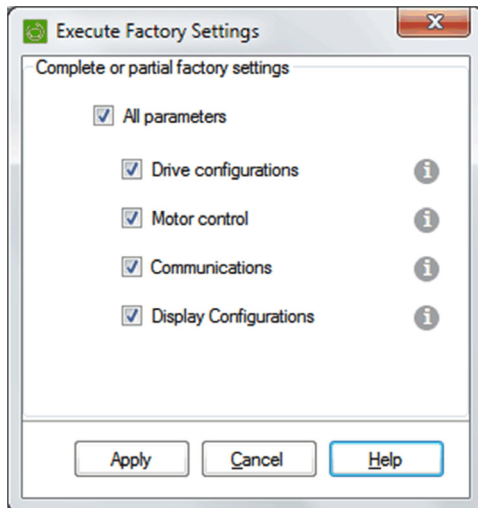 Execute Factory Settings
Complete or partial factory settings
All parameters
Drive configurations
Motor control
Communications
Display Configurations
Apply Cancel Help